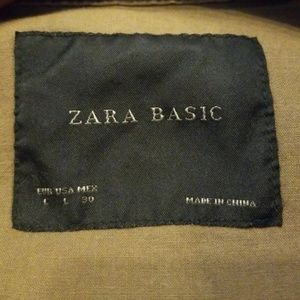 ZARA BASIC
EUR USA MEX
L L 30
MADE IN CHINA